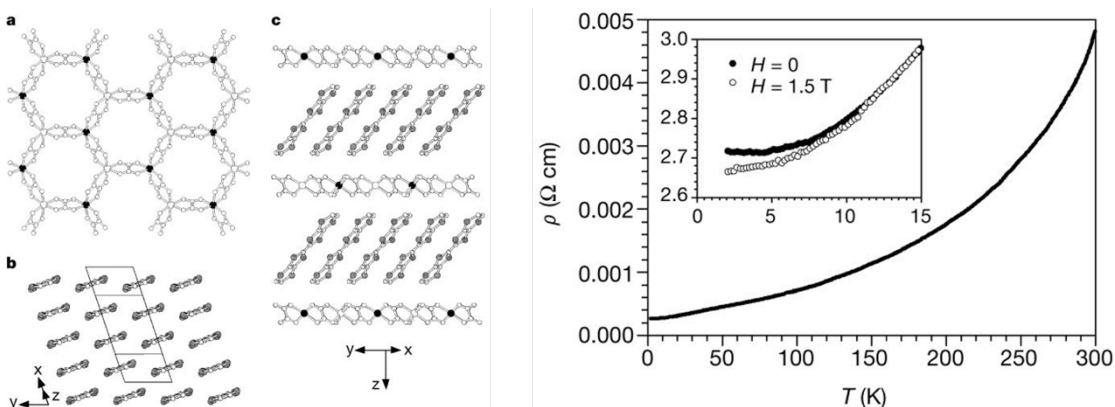 a
b
x
z
y
c
y
x
z
ρ (Ω cm)
0.005
0.004
0.003
0.002
0.001
0.000
3.0
2.9
2.8
2.7
2.6
H = 0
H = 1.5 T
0 5 10 15
0 50 100 150 200 250 300
T (K)